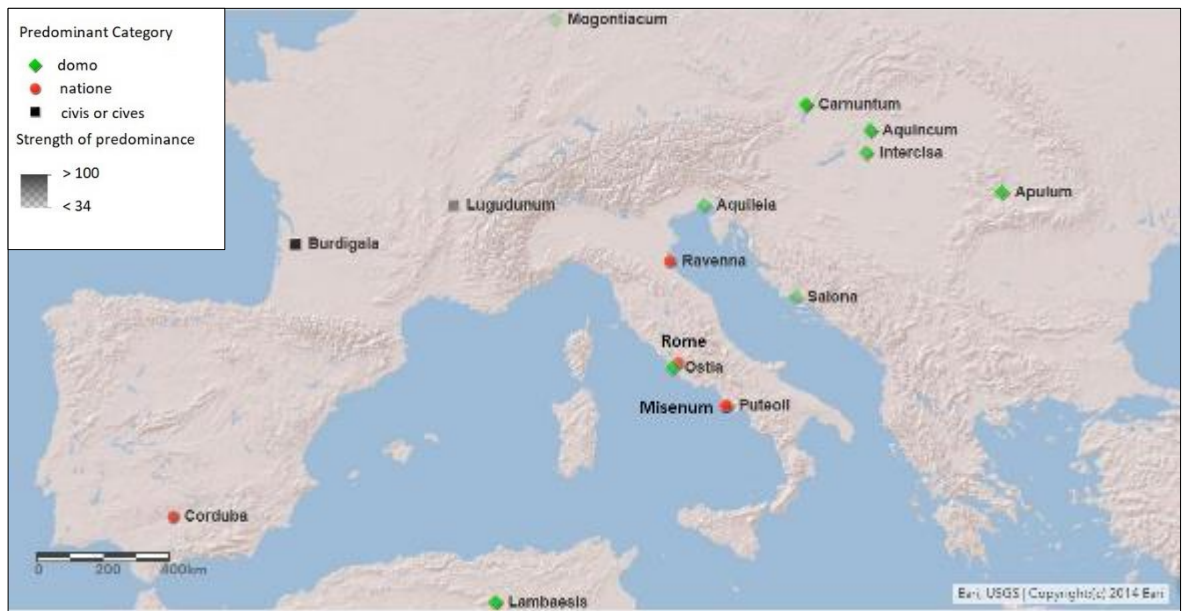 Predominant Category
domo
natione
civis or cives
Strength of predominance
> 100
< 34
Mogontiacum
Carnuntum
Aquincum
Intercisa
Apulum
Lugudunum
Aquileia
Burdigala
Ravenna
Salona
Rome
Ostia
Misenum
Puteoli
Corduba
0 200 400km
Lambaesis
Esri, USGS | Copyright:(c) 2014 Esri